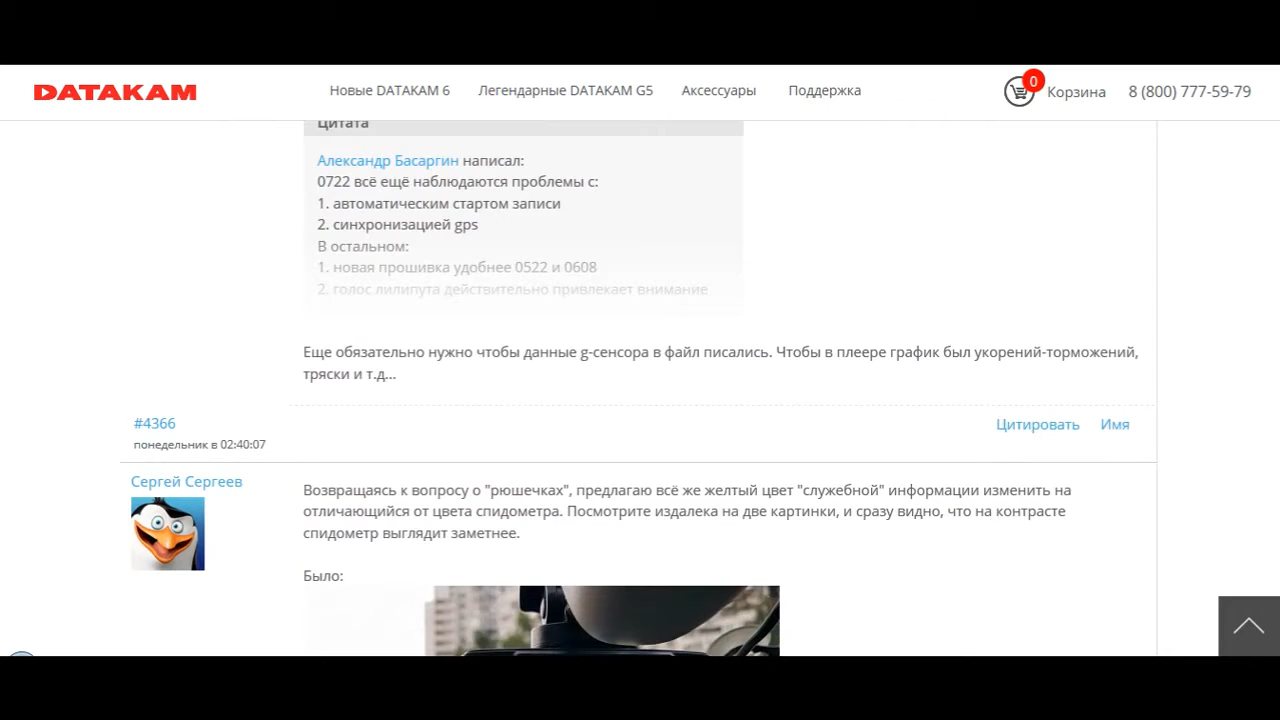 DATAKAM
Новые DATAKAM 6
Легендарные DATAKAM G5
Аксессуары
Поддержка
0
Корзина
8 (800) 777-59-79
Цитата
Александр Басаргин написал:
0722 всё ещё наблюдаются проблемы с:
1. автоматическим стартом записи
2. синхронизацией gps
В остальном:
1. новая прошивка удобнее 0522 и 0608
2. голос лилипута действительно привлекает внимание
Еще обязательно нужно чтобы данные g-сенсора в файл писались. Чтобы в плеере график был укорений-торможений,
тряски и т.д...
#4366
понедельник в 02:40:07
Цитировать
Имя
Сергей Сергеев
Возвращаясь к вопросу о "рюшечках", предлагаю всё же желтый цвет "служебной" информации изменить на
отличающийся от цвета спидометра. Посмотрите издалека на две картинки, и сразу видно, что на контрасте
спидометр выглядит заметнее.
Было: